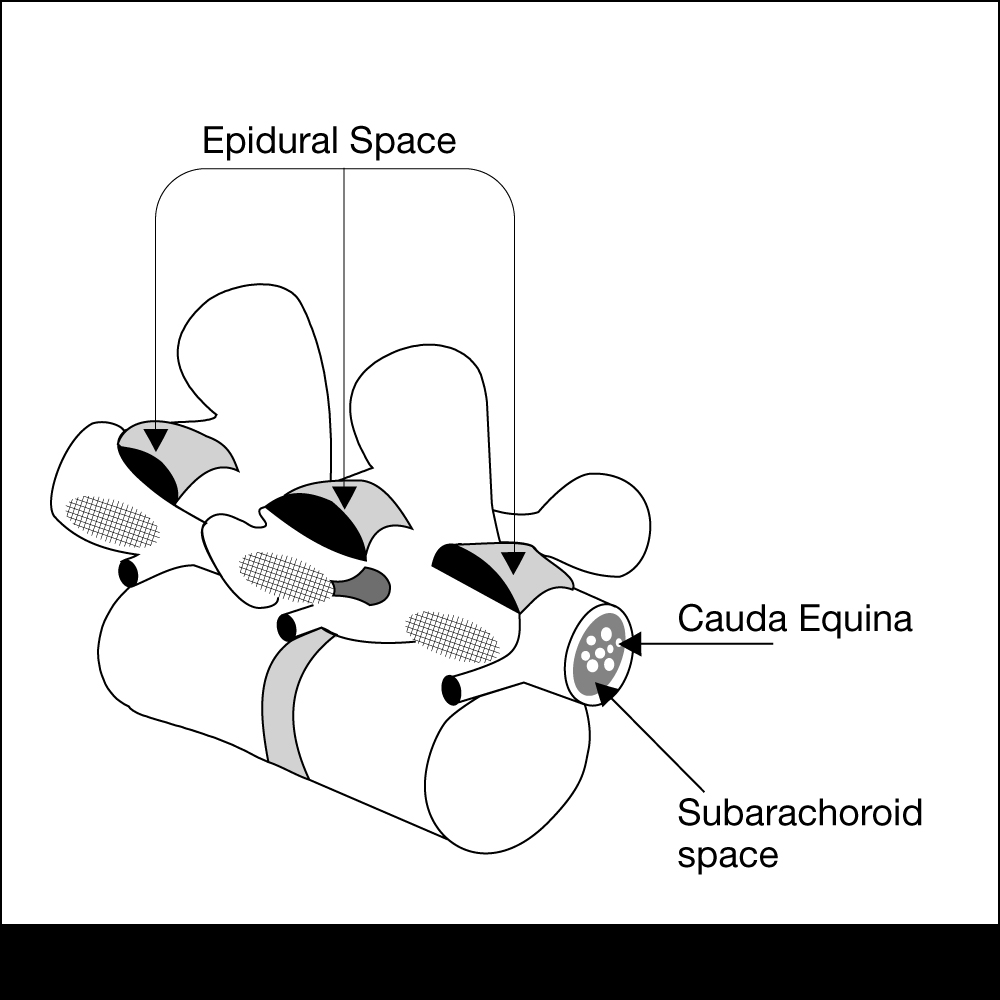 Epidural Space
Cauda Equina
Subarachoroid
space